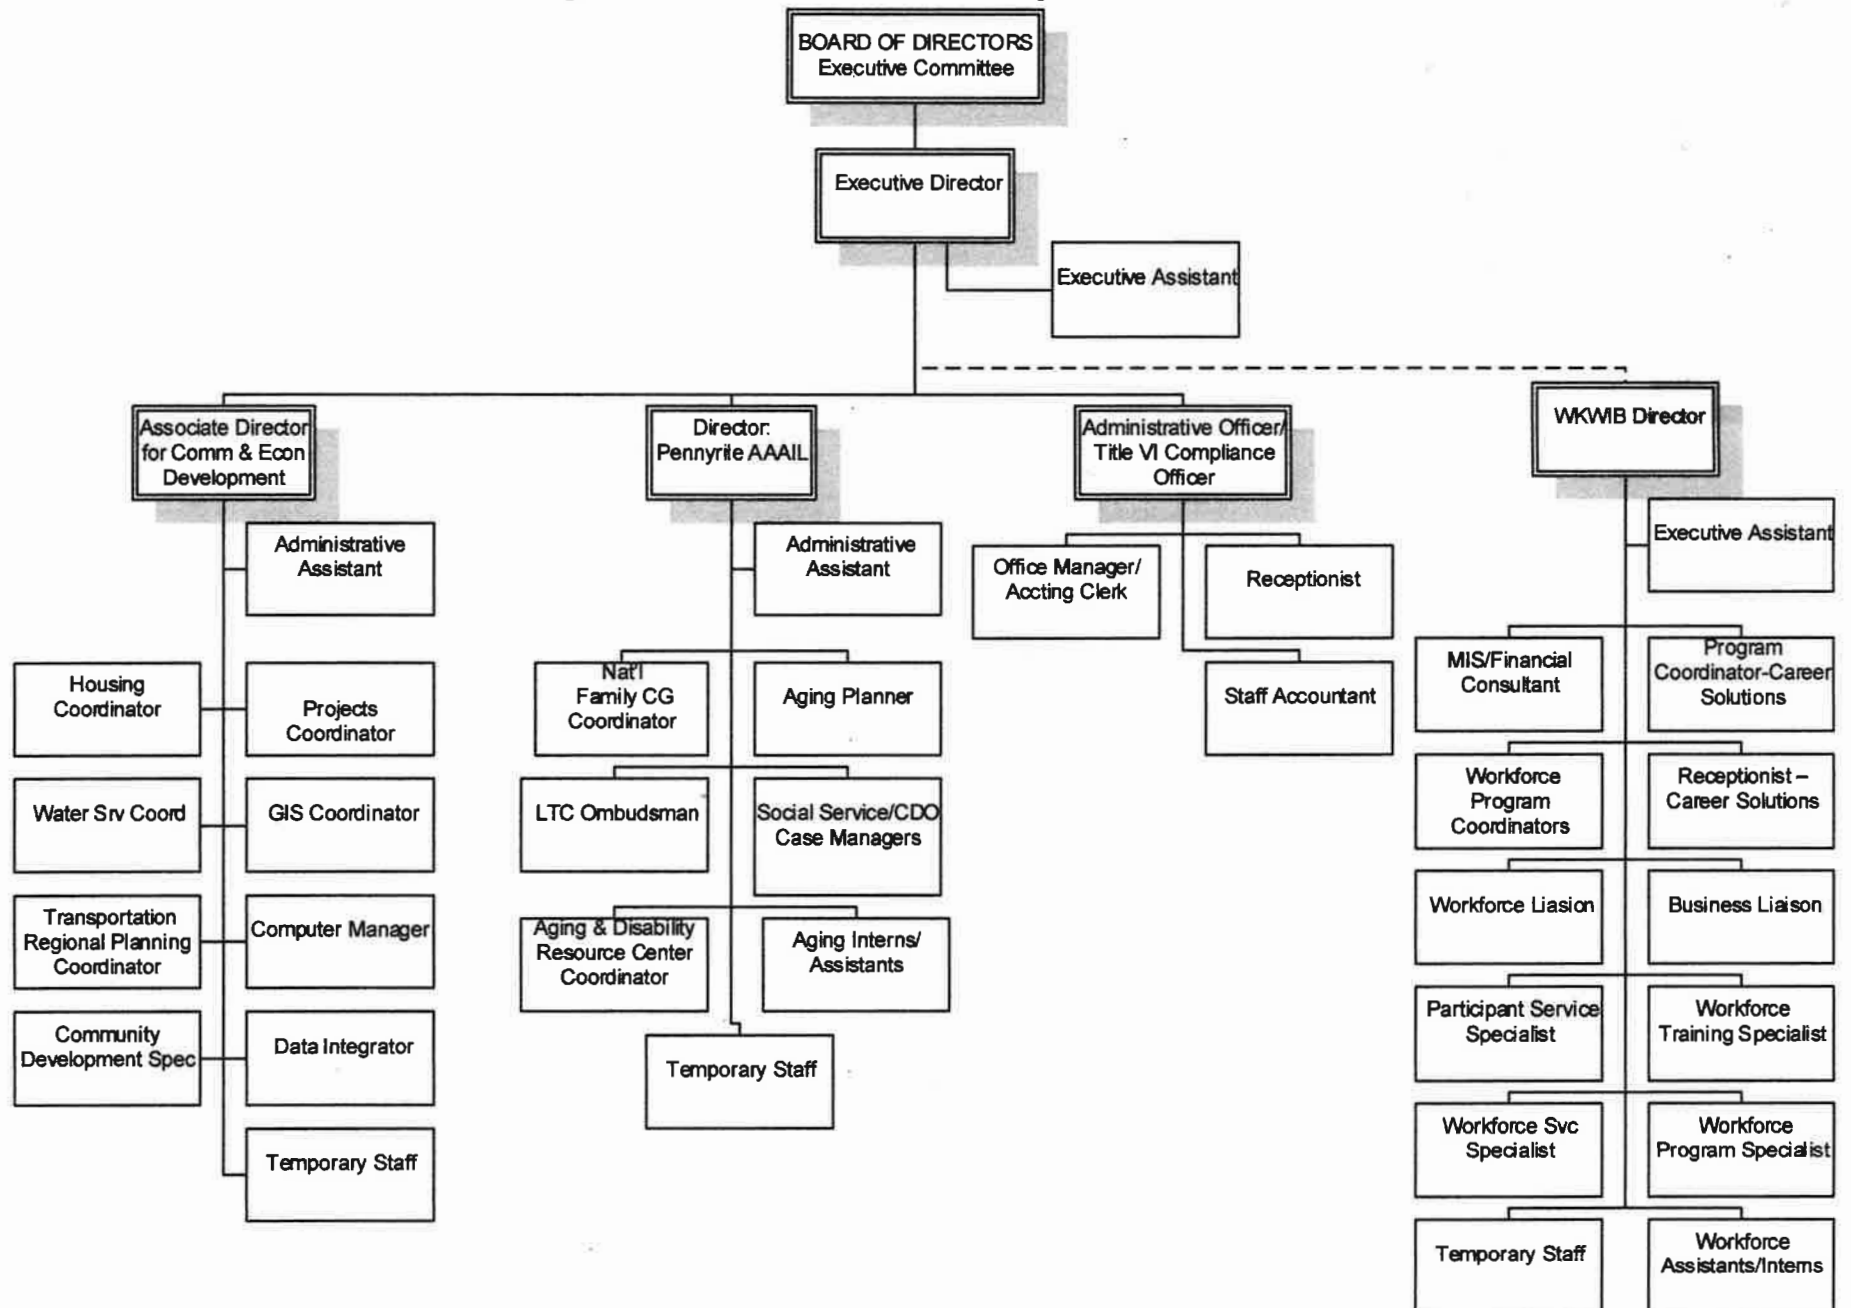 BOARD OF DIRECTORS
Executive Committee
Executive Director
Executive Assistant
Associate Director
for Comm & Econ
Development
Administrative
Assistant
Housing
Coordinator
Projects
Coordinator
Water Srv Coord
GIS Coordinator
Transportation
Regional Planning
Coordinator
Computer Manager
Community
Development Spec
Data Integrator
Temporary Staff
Director:
Pennyrile AAAIL
Administrative
Assistant
Nat'l
Family CG
Coordinator
Aging Planner
LTC Ombudsman
Social Service/CDO
Case Managers
Aging & Disability
Resource Center
Coordinator
Aging Interns/
Assistants
Temporary Staff
Administrative Officer/
Title VI Compliance
Officer
Office Manager/
Accting Clerk
Receptionist
Staff Accountant
WKWIB Director
Executive Assistant
MIS/Financial
Consultant
Program
Coordinator-Career
Solutions
Workforce
Program
Coordinators
Receptionist –
Career Solutions
Workforce Liasion
Business Liaison
Participant Service
Specialist
Workforce
Training Specialist
Workforce Svc
Specialist
Workforce
Program Specialist
Temporary Staff
Workforce
Assistants/Interns